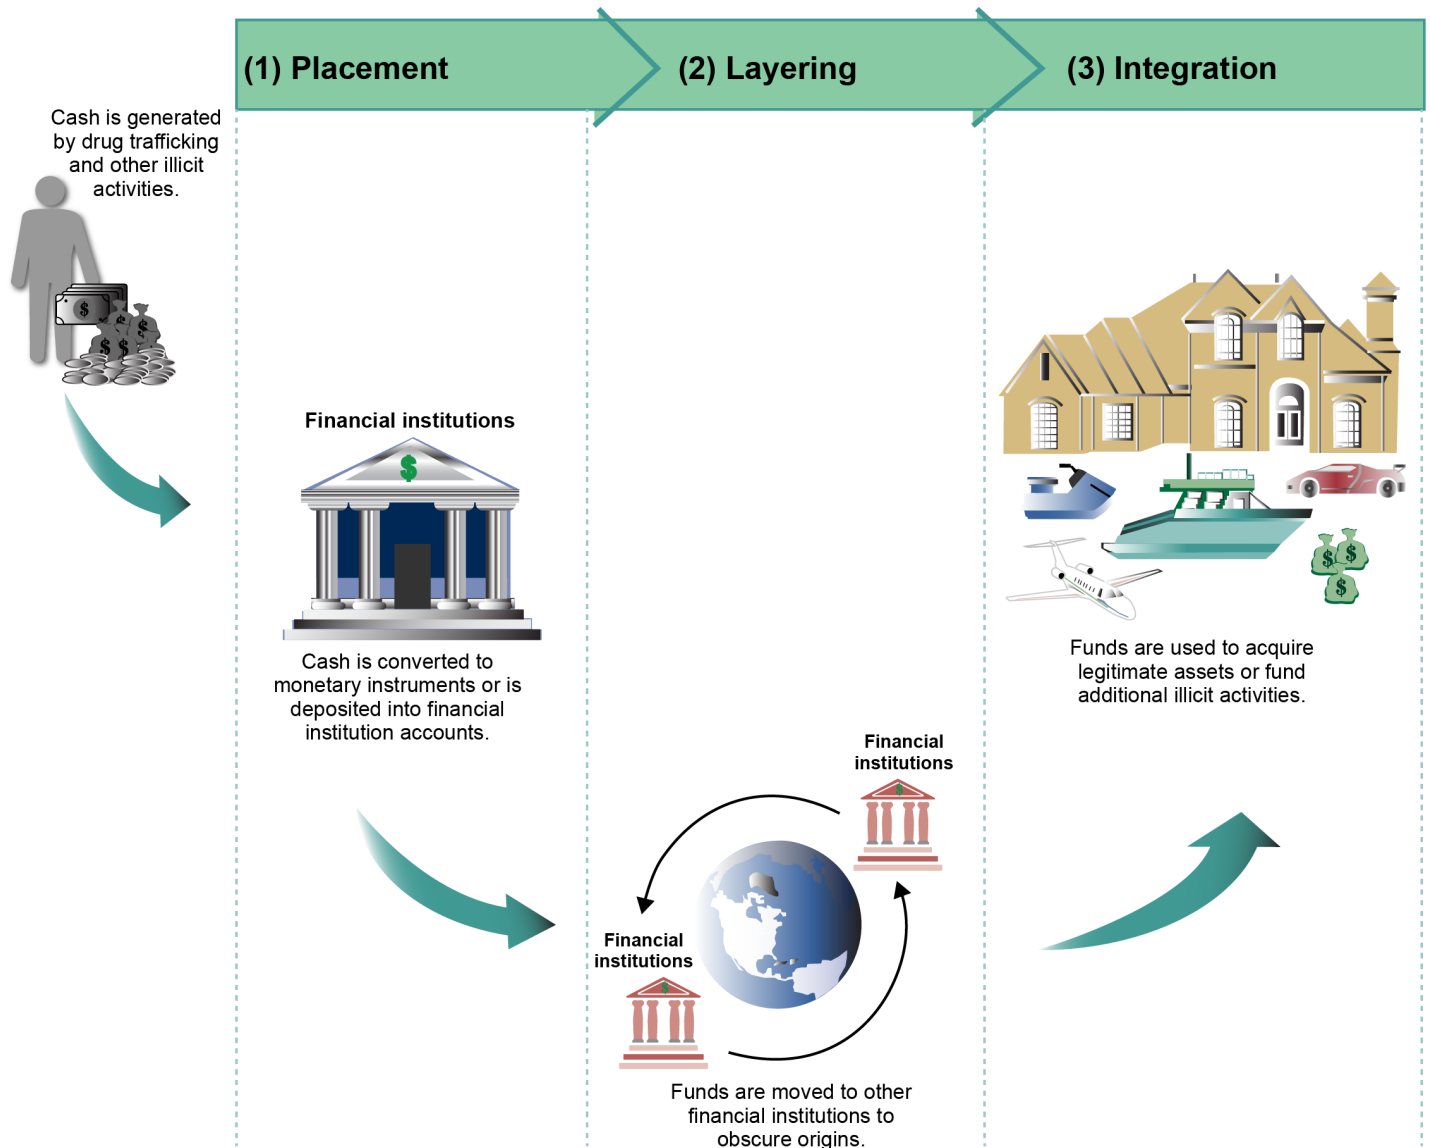 (1) Placement
(2) Layering
(3) Integration
Cash is generated
by drug trafficking
and other illicit
activities.
$
$
$
$
$
Financial institutions
$
Cash is converted to
monetary instruments or is
deposited into financial
institution accounts.
Financial
institutions
$
Financial
institutions
$
Funds are moved to other
financial institutions to
obscure origins.
$
$
$
Funds are used to acquire
legitimate assets or fund
additional illicit activities.